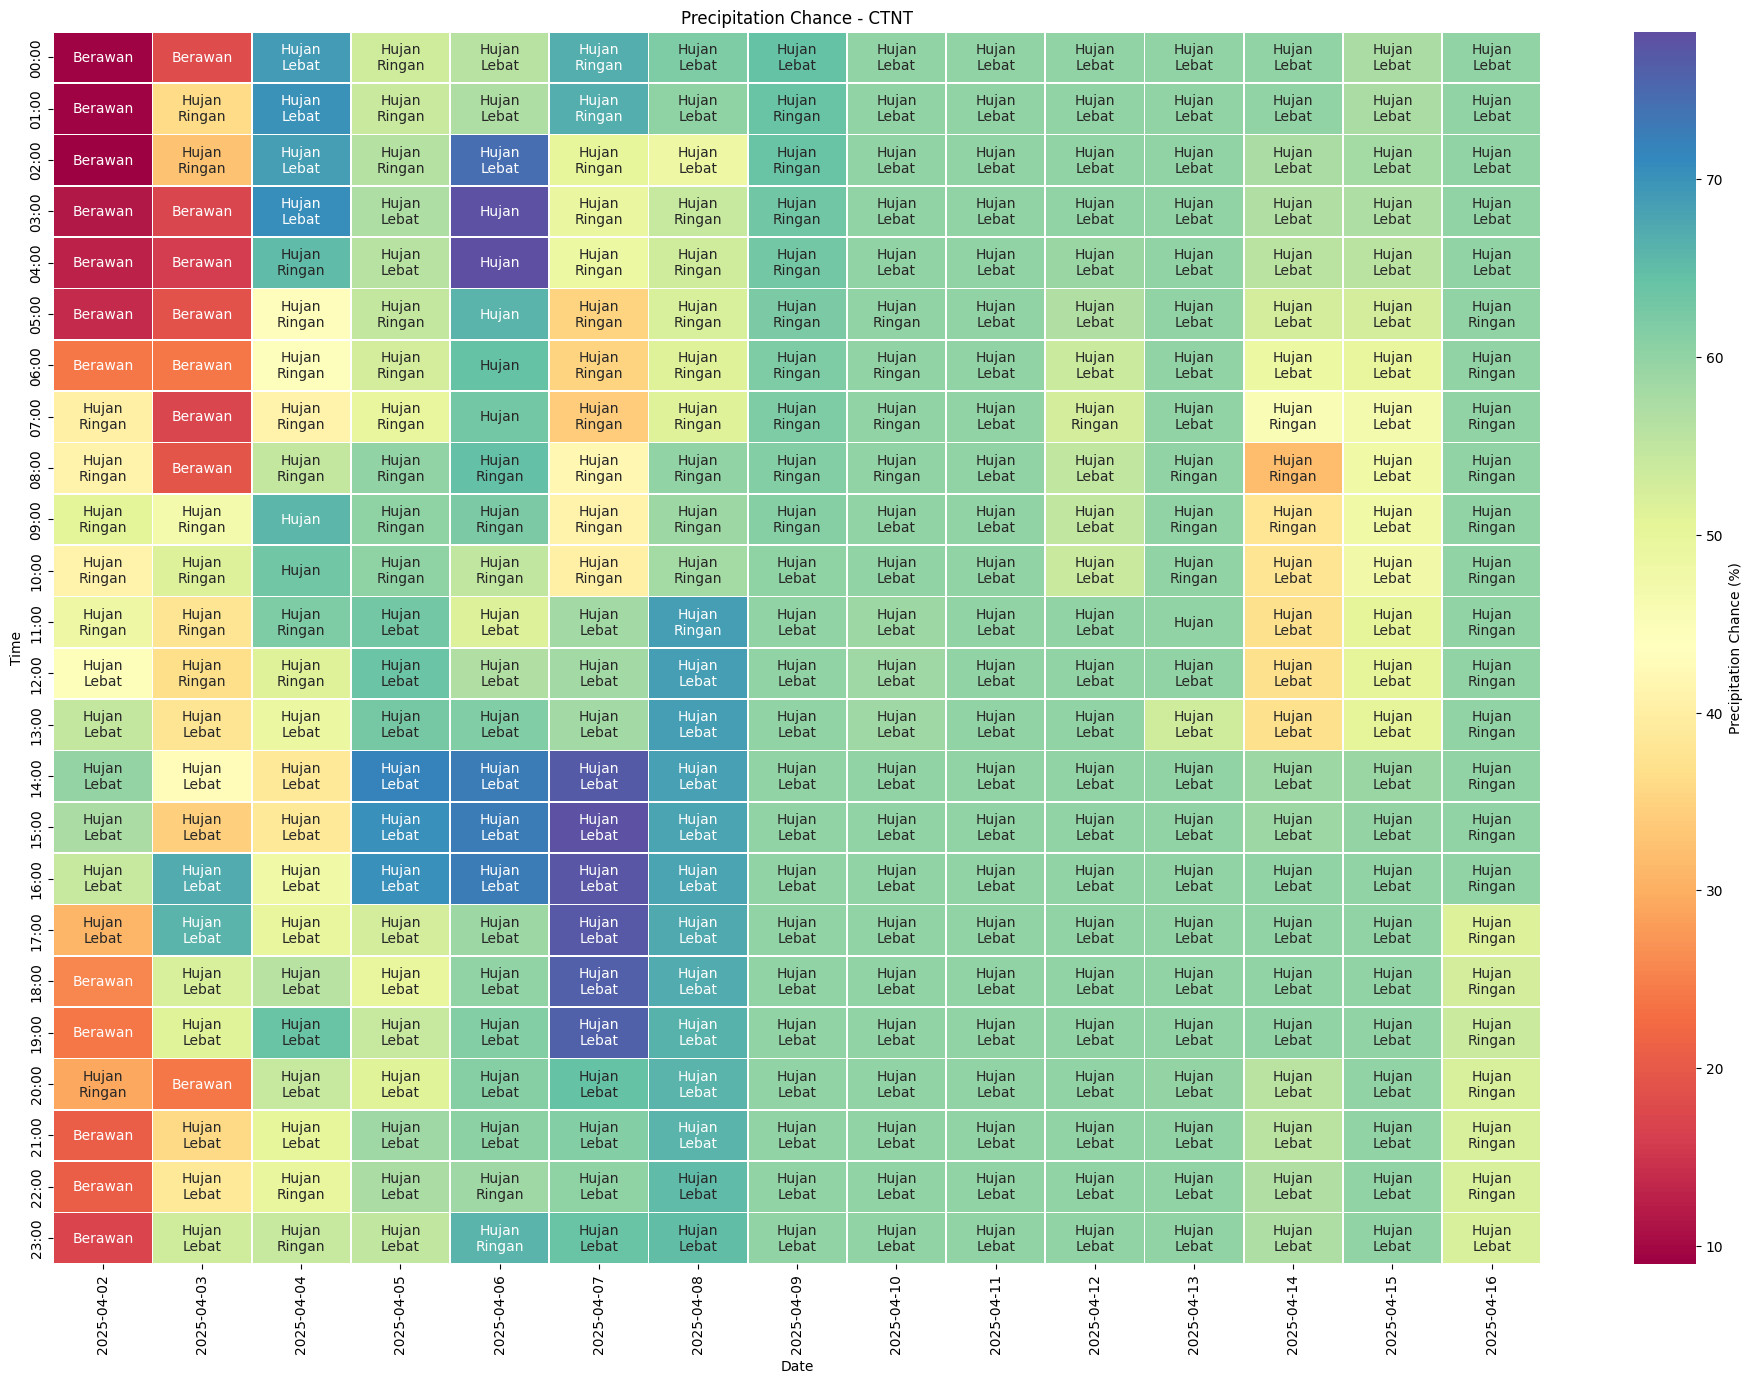 Precipitation Chance - CTNT
00:00 Berawan Berawan Hujan Lebat Hujan Ringan Hujan Lebat Hujan Ringan Hujan Lebat Hujan Lebat Hujan Lebat Hujan Lebat Hujan Lebat Hujan Lebat Hujan Lebat Hujan Lebat Hujan Lebat
01:00 Berawan Hujan Ringan Hujan Lebat Hujan Ringan Hujan Lebat Hujan Ringan Hujan Lebat Hujan Ringan Hujan Lebat Hujan Lebat Hujan Lebat Hujan Lebat Hujan Lebat Hujan Lebat Hujan Lebat
02:00 Berawan Hujan Ringan Hujan Lebat Hujan Ringan Hujan Lebat Hujan Ringan Hujan Lebat Hujan Ringan Hujan Lebat Hujan Lebat Hujan Lebat Hujan Lebat Hujan Lebat Hujan Lebat Hujan Lebat
03:00 Berawan Berawan Hujan Lebat Hujan Lebat Hujan Hujan Ringan Hujan Ringan Hujan Ringan Hujan Lebat Hujan Lebat Hujan Lebat Hujan Lebat Hujan Lebat Hujan Lebat Hujan Lebat
04:00 Berawan Berawan Hujan Ringan Hujan Lebat Hujan Hujan Ringan Hujan Ringan Hujan Ringan Hujan Lebat Hujan Lebat Hujan Lebat Hujan Lebat Hujan Lebat Hujan Lebat Hujan Lebat
05:00 Berawan Berawan Hujan Ringan Hujan Ringan Hujan Hujan Ringan Hujan Ringan Hujan Ringan Hujan Ringan Hujan Lebat Hujan Lebat Hujan Lebat Hujan Lebat Hujan Lebat Hujan Ringan
06:00 Berawan Berawan Hujan Ringan Hujan Ringan Hujan Hujan Ringan Hujan Ringan Hujan Ringan Hujan Ringan Hujan Lebat Hujan Lebat Hujan Lebat Hujan Lebat Hujan Lebat Hujan Ringan
07:00 Hujan Ringan Berawan Hujan Ringan Hujan Ringan Hujan Hujan Ringan Hujan Ringan Hujan Ringan Hujan Ringan Hujan Lebat Hujan Ringan Hujan Lebat Hujan Ringan Hujan Lebat Hujan Ringan
08:00 Hujan Ringan Berawan Hujan Ringan Hujan Ringan Hujan Ringan Hujan Ringan Hujan Ringan Hujan Ringan Hujan Ringan Hujan Lebat Hujan Lebat Hujan Ringan Hujan Ringan Hujan Lebat Hujan Ringan
09:00 Hujan Ringan Hujan Ringan Hujan Hujan Ringan Hujan Ringan Hujan Ringan Hujan Ringan Hujan Ringan Hujan Lebat Hujan Lebat Hujan Lebat Hujan Ringan Hujan Ringan Hujan Lebat Hujan Ringan
10:00 Hujan Ringan Hujan Ringan Hujan Hujan Ringan Hujan Ringan Hujan Ringan Hujan Ringan Hujan Lebat Hujan Lebat Hujan Lebat Hujan Lebat Hujan Ringan Hujan Lebat Hujan Lebat Hujan Ringan
11:00 Hujan Ringan Hujan Ringan Hujan Ringan Hujan Lebat Hujan Lebat Hujan Lebat Hujan Ringan Hujan Lebat Hujan Lebat Hujan Lebat Hujan Lebat Hujan Hujan Lebat Hujan Lebat Hujan Ringan
12:00 Hujan Lebat Hujan Ringan Hujan Ringan Hujan Lebat Hujan Lebat Hujan Lebat Hujan Lebat Hujan Lebat Hujan Lebat Hujan Lebat Hujan Lebat Hujan Lebat Hujan Lebat Hujan Lebat Hujan Ringan
13:00 Hujan Lebat Hujan Lebat Hujan Lebat Hujan Lebat Hujan Lebat Hujan Lebat Hujan Lebat Hujan Lebat Hujan Lebat Hujan Lebat Hujan Lebat Hujan Lebat Hujan Lebat Hujan Lebat Hujan Ringan
14:00 Hujan Lebat Hujan Lebat Hujan Lebat Hujan Lebat Hujan Lebat Hujan Lebat Hujan Lebat Hujan Lebat Hujan Lebat Hujan Lebat Hujan Lebat Hujan Lebat Hujan Lebat Hujan Lebat Hujan Ringan
15:00 Hujan Lebat Hujan Lebat Hujan Lebat Hujan Lebat Hujan Lebat Hujan Lebat Hujan Lebat Hujan Lebat Hujan Lebat Hujan Lebat Hujan Lebat Hujan Lebat Hujan Lebat Hujan Lebat Hujan Ringan
16:00 Hujan Lebat Hujan Lebat Hujan Lebat Hujan Lebat Hujan Lebat Hujan Lebat Hujan Lebat Hujan Lebat Hujan Lebat Hujan Lebat Hujan Lebat Hujan Lebat Hujan Lebat Hujan Lebat Hujan Ringan
17:00 Hujan Lebat Hujan Lebat Hujan Lebat Hujan Lebat Hujan Lebat Hujan Lebat Hujan Lebat Hujan Lebat Hujan Lebat Hujan Lebat Hujan Lebat Hujan Lebat Hujan Lebat Hujan Lebat Hujan Ringan
18:00 Berawan Hujan Lebat Hujan Lebat Hujan Lebat Hujan Lebat Hujan Lebat Hujan Lebat Hujan Lebat Hujan Lebat Hujan Lebat Hujan Lebat Hujan Lebat Hujan Lebat Hujan Lebat Hujan Ringan
19:00 Berawan Hujan Lebat Hujan Lebat Hujan Lebat Hujan Lebat Hujan Lebat Hujan Lebat Hujan Lebat Hujan Lebat Hujan Lebat Hujan Lebat Hujan Lebat Hujan Lebat Hujan Lebat Hujan Ringan
20:00 Hujan Ringan Berawan Hujan Lebat Hujan Lebat Hujan Lebat Hujan Lebat Hujan Lebat Hujan Lebat Hujan Lebat Hujan Lebat Hujan Lebat Hujan Lebat Hujan Lebat Hujan Lebat Hujan Ringan
21:00 Berawan Hujan Lebat Hujan Lebat Hujan Lebat Hujan Lebat Hujan Lebat Hujan Lebat Hujan Lebat Hujan Lebat Hujan Lebat Hujan Lebat Hujan Lebat Hujan Lebat Hujan Lebat Hujan Ringan
22:00 Berawan Hujan Lebat Hujan Ringan Hujan Lebat Hujan Ringan Hujan Lebat Hujan Lebat Hujan Lebat Hujan Lebat Hujan Lebat Hujan Lebat Hujan Lebat Hujan Lebat Hujan Lebat Hujan Ringan
23:00 Berawan Hujan Lebat Hujan Ringan Hujan Lebat Hujan Ringan Hujan Lebat Hujan Lebat Hujan Lebat Hujan Lebat Hujan Lebat Hujan Lebat Hujan Lebat Hujan Lebat Hujan Lebat Hujan Lebat
Time
2025-04-02 2025-04-03 2025-04-04 2025-04-05 2025-04-06 2025-04-07 2025-04-08 2025-04-09 2025-04-10 2025-04-11 2025-04-12 2025-04-13 2025-04-14 2025-04-15 2025-04-16
Date
70
60
50
40
30
20
10
Precipitation Chance (%)